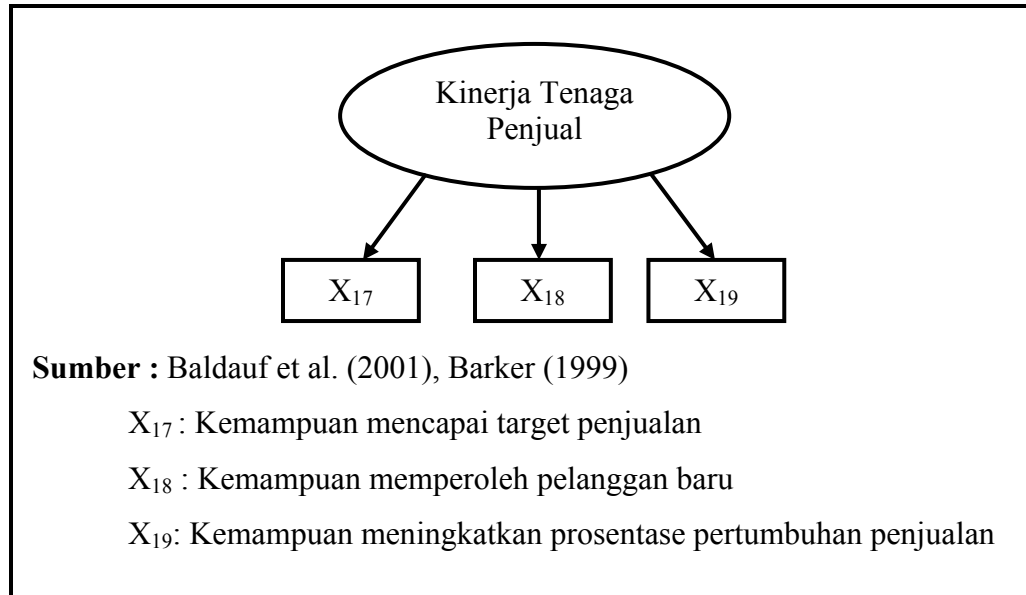 Kinerja Tenaga
Penjual
X₁₇ X₁₈ X₁₉
Sumber : Baldauf et al. (2001), Barker (1999)
X₁₇ : Kemampuan mencapai target penjualan
X₁₈ : Kemampuan memperoleh pelanggan baru
X₁₉: Kemampuan meningkatkan prosentase pertumbuhan penjualan